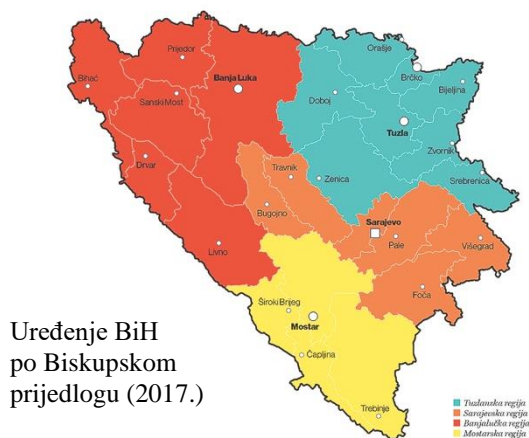 Orašje
Prijedor
Brčko
Bihać
Banja Luka
Bijeljina
Doboj
Sanski Most
Tuzla
Zvornik
Drvar
Travnik
Zenica
Srebrenica
Bugojno
Sarajevo
Pale
Višegrad
Livno
Foča
Široki Brijeg
Mostar
Čapljina
Trebinje
Uređenje BiH
po Biskupskom
prijedlogu (2017.)
Tuzlanska regija
Sarajevska regija
Banjalučka regija
Mostarska regija